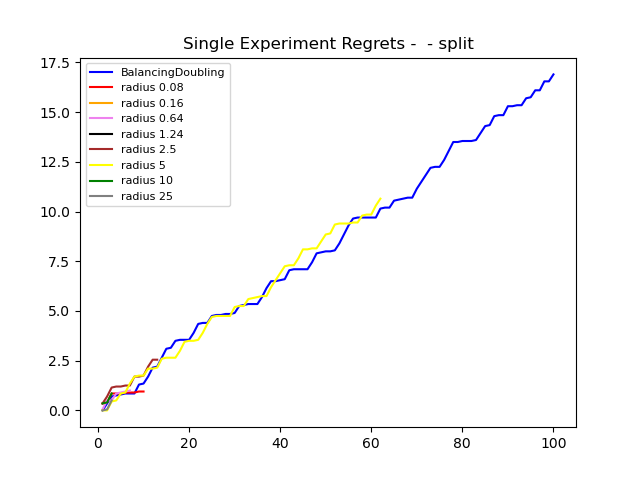 Single Experiment Regrets -  - split
17.5
15.0
12.5
10.0
7.5
5.0
2.5
0.0
BalancingDoubling
radius 0.08
radius 0.16
radius 0.64
radius 1.24
radius 2.5
radius 5
radius 10
radius 25
0 20 40 60 80 100